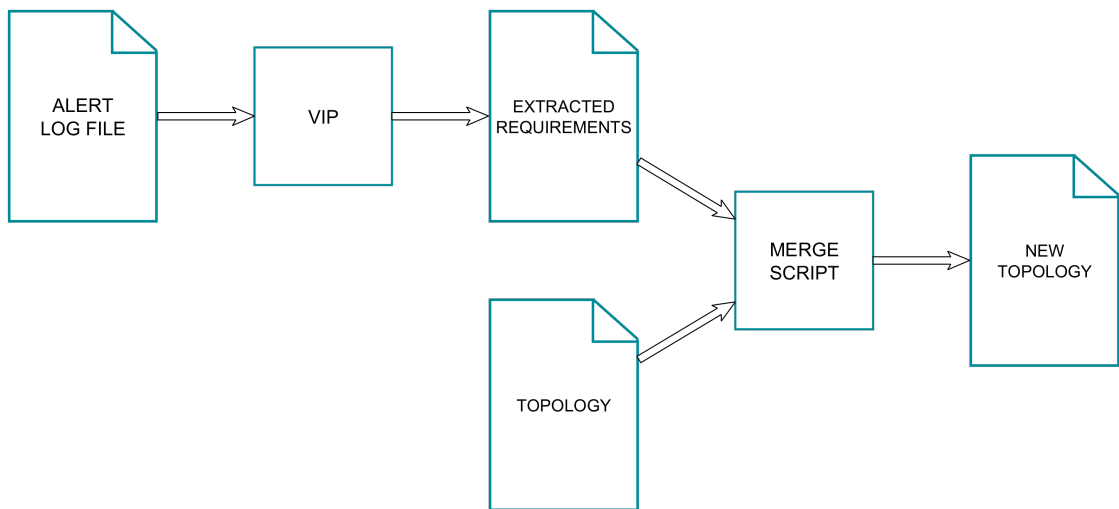 ALERT
LOG FILE
VIP
EXTRACTED
REQUIREMENTS
MERGE
SCRIPT
NEW
TOPOLOGY
TOPOLOGY